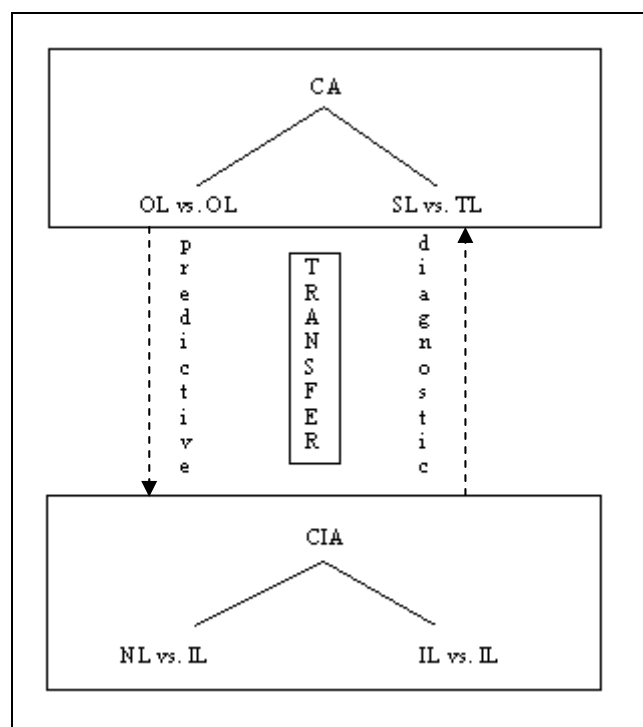 CA
OL vs. OL
SL vs. TL
predictive
TRANSFER
diagnostic
CIA
NL vs. IL
IL vs. IL